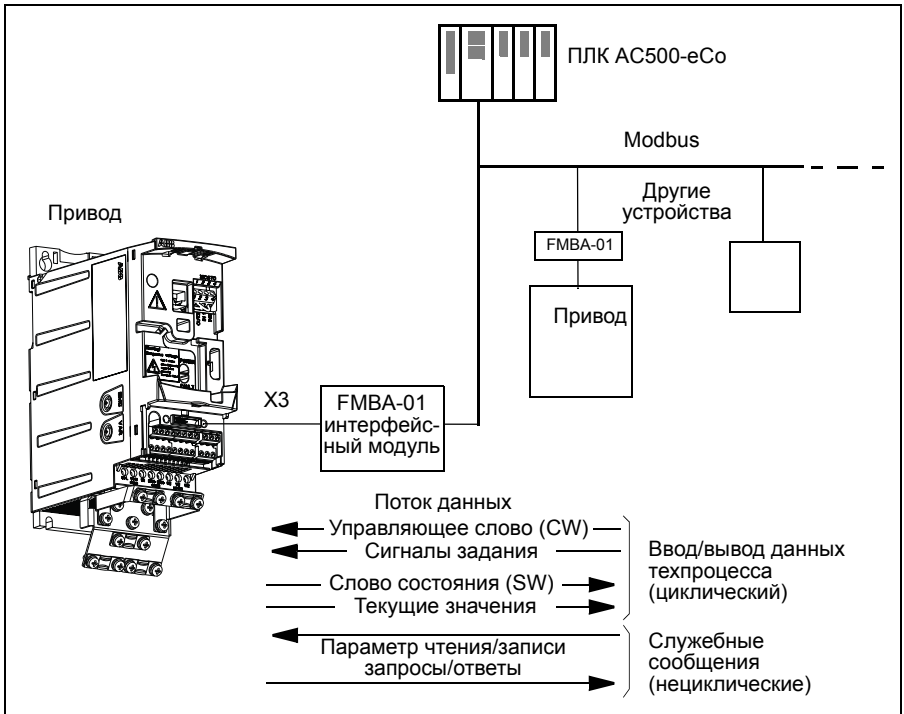 ПЛК AC500-eCo
Modbus
Другие
устройства
Привод
FMBA-01
Привод
X3
FMBA-01
интерфейс-
ный модуль
Поток данных
Управляющее слово (CW)
Сигналы задания
Ввод/вывод данных
техпроцесса
(циклический)
Слово состояния (SW)
Текущие значения
Параметр чтения/записи
запросы/ответы
Служебные
сообщения
(нециклические)